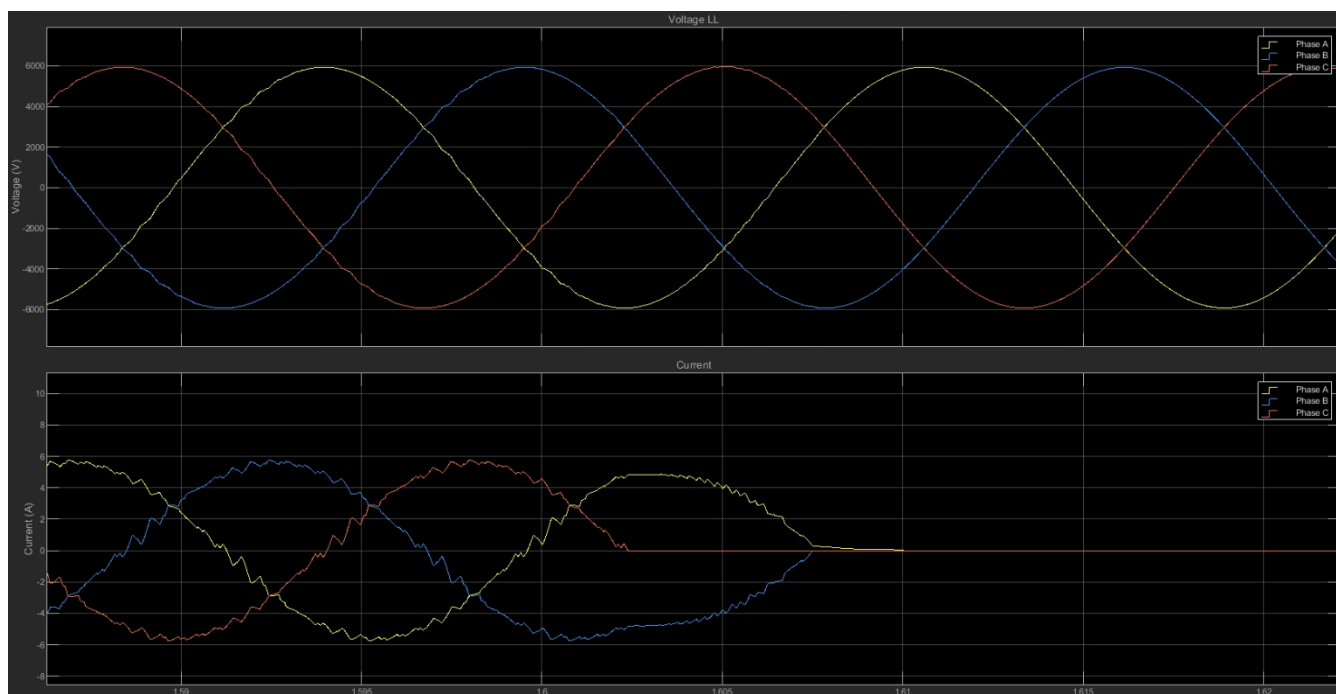 Voltage LL
Phase A
Phase B
Phase C
6000
4000
2000
0
-2000
-4000
-6000
Voltage (V)
Current
Phase A
Phase B
Phase C
10
8
6
4
2
0
-2
-4
-6
-8
Current (A)
1.59
1.595
1.6
1.605
1.61
1.615
1.62